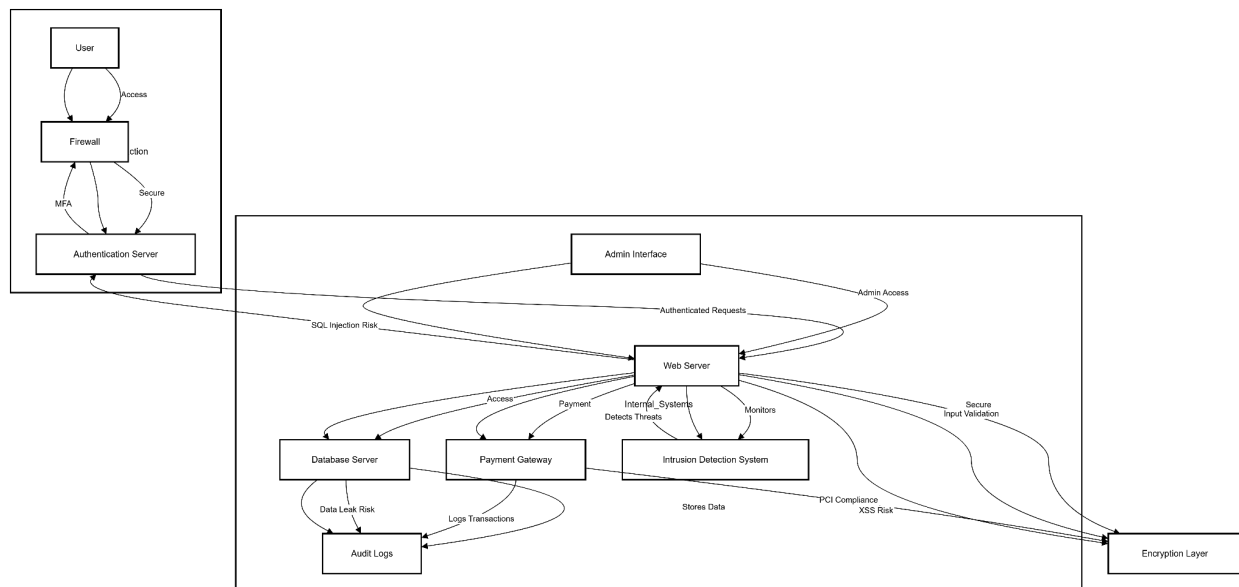 User
Access
Firewall
ction
MFA
Secure
Authentication Server
Admin Interface
Admin Access
Authenticated Requests
SQL Injection Risk
Web Server
Access
Payment
Internal_Systems
Detects Threats
Monitors
Secure
Input Validation
Database Server
Payment Gateway
Intrusion Detection System
Data Leak Risk
Logs Transactions
Stores Data
PCI Compliance
XSS Risk
Audit Logs
Encryption Layer